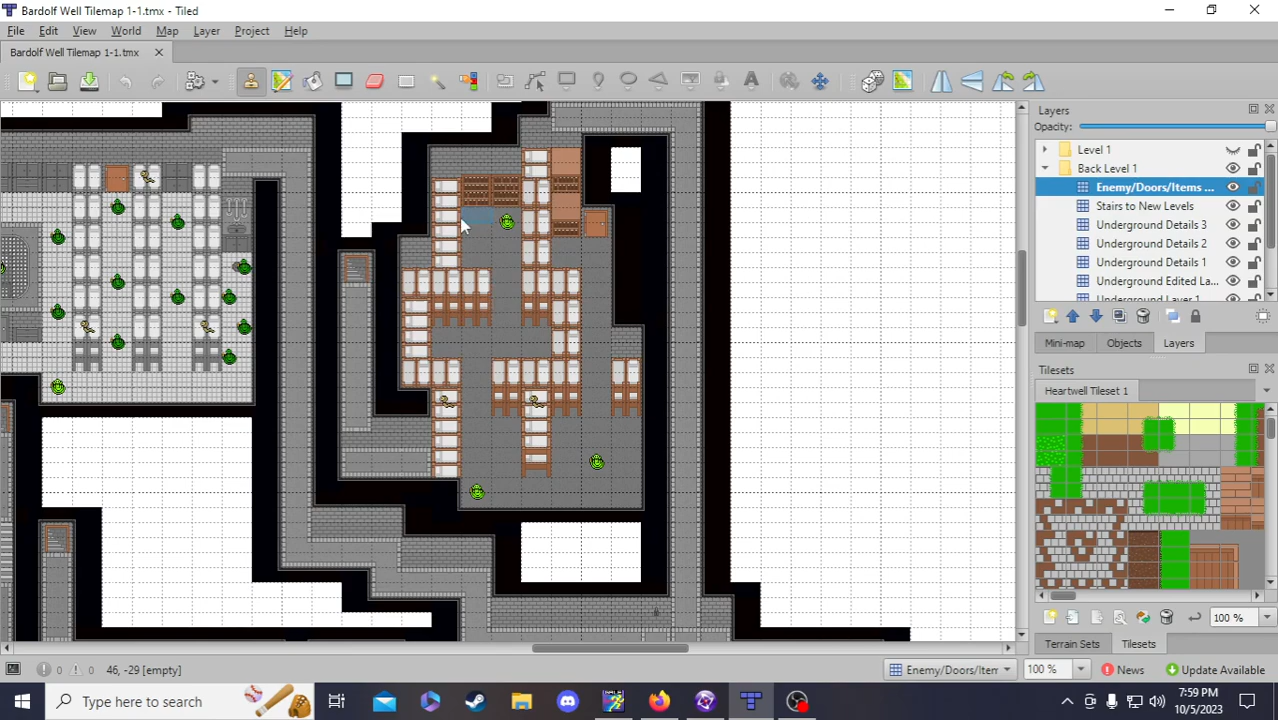 Bardolf Well Tilemap 1-1.tmx - Tiled
File Edit View World Map Layer Project Help
Bardolf Well Tilemap 1-1.tmx
Layers
Opacity:
Level 1
Back Level 1
Enemy/Doors/Items ...
Stairs to New Levels
Underground Details 3
Underground Details 2
Underground Details 1
Underground Edited La...
Underground Layer 1
Mini-map Objects Layers
Tilesets
Heartwell Tileset 1
100 %
Terrain Sets Tilesets
0 0 46, -29 [empty] Enemy/Doors/Item 100 % News Update Available
Type here to search
7:59 PM
10/5/2023